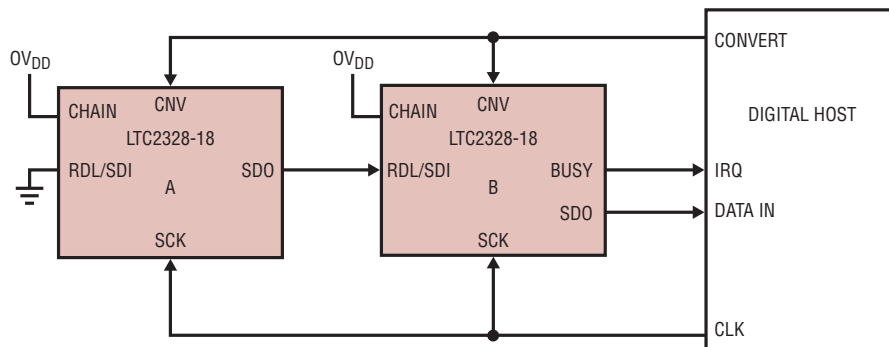 CONVERT
OVDD
OVDD
CNV
CNV
CHAIN
CHAIN
LTC2328-18
LTC2328-18
DIGITAL HOST
RDL/SDI
SDO
RDL/SDI
BUSY
IRQ
A
B
SDO
DATA IN
SCK
SCK
CLK